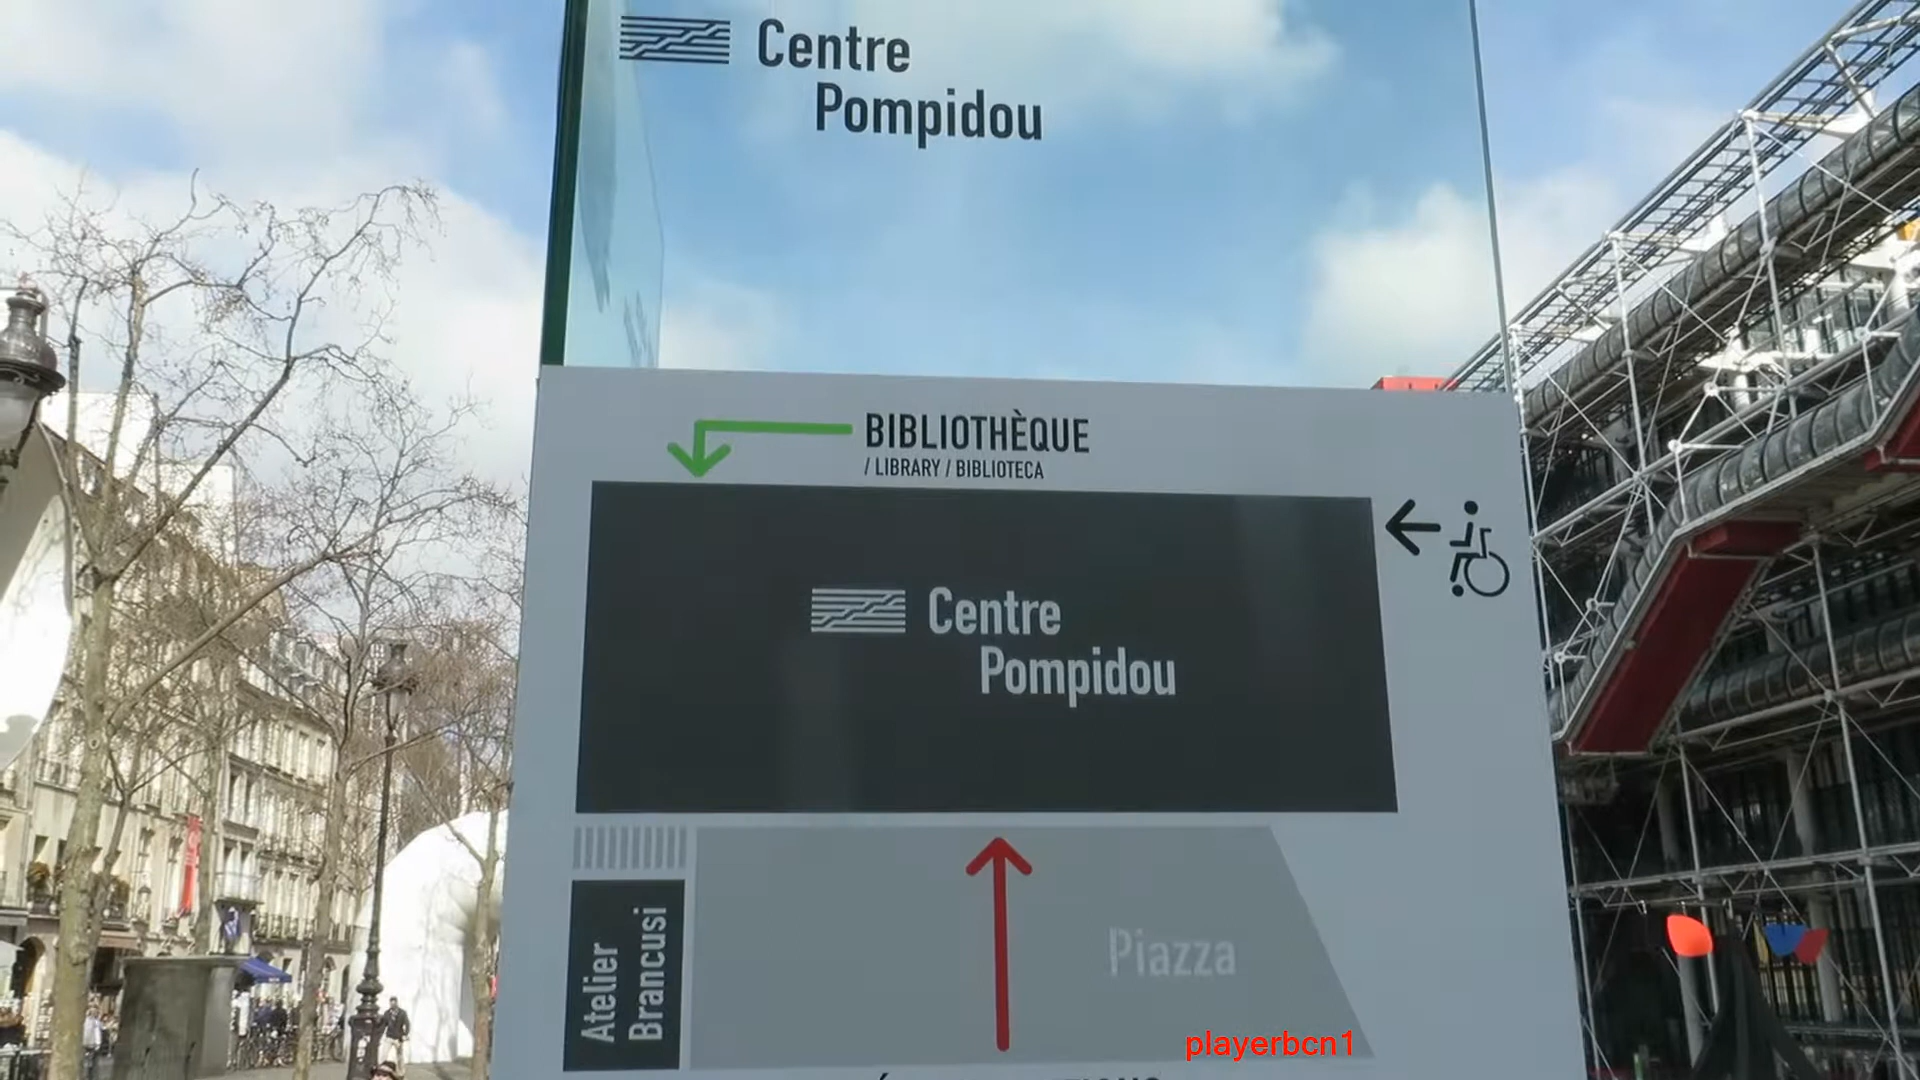 Centre
Pompidou
BIBLIOTHÈQUE
/ LIBRARY / BIBLIOTECA
Centre
Pompidou
Atelier
Brancusi
Piazza
playerbcn1